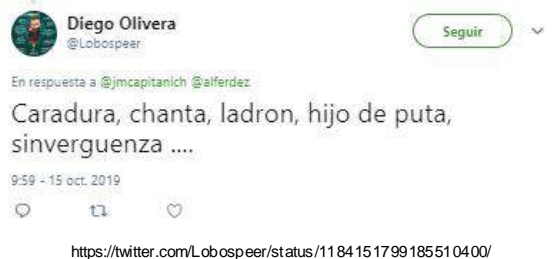 Diego Olivera
@Lobospeer
Seguir
En respuesta a @jmcapitanich @alferdez
Caradura, chanta, ladron, hijo de puta,
sinverguenza ....
9:59 - 15 oct. 2019
https://twitter.com/Lobospeer/status/1184151799185510400/